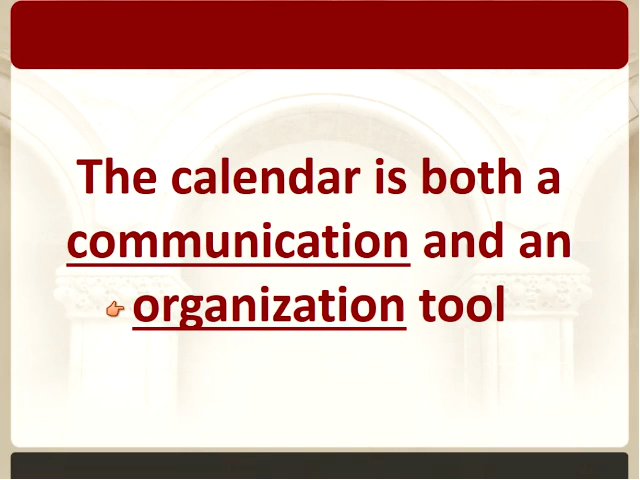 The calendar is both a
communication and an
organization tool